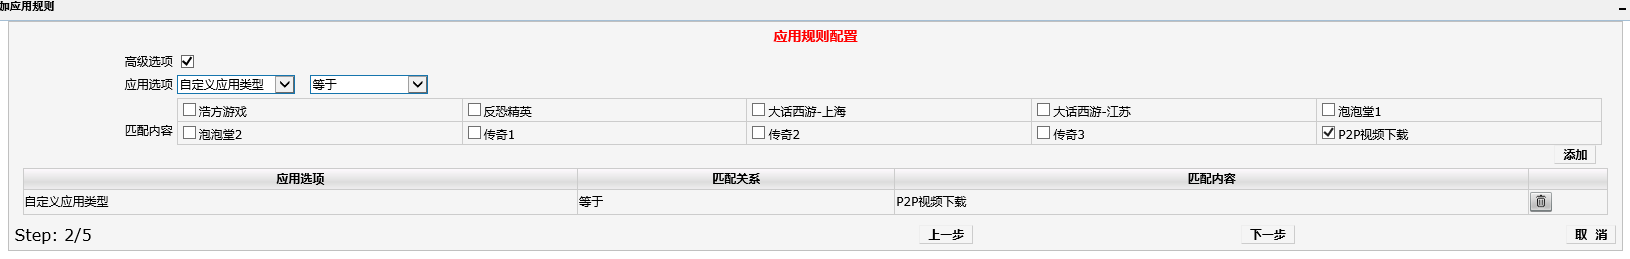 加应用规则
应用规则配置
高级选项
应用选项 自定义应用类型 等于
浩方游戏 反恐精英 大话西游-上海 大话西游-江苏 泡泡堂1
匹配内容
泡泡堂2 传奇1 传奇2 传奇3 P2P视频下载
添加
应用选项 匹配关系 匹配内容
自定义应用类型 等于 P2P视频下载
Step: 2/5 上一步 下一步 取 消